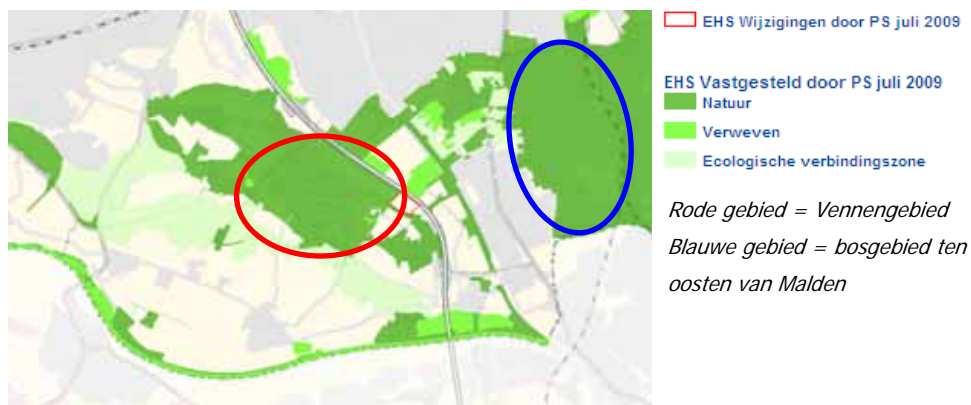 EHS Wijzigingen door PS juli 2009
EHS Vastgesteld door PS juli 2009
Natuur
Verweven
Ecologische verbindingszone
Rode gebied = Vennengebied
Blauwe gebied = bosgebied ten
oosten van Malden